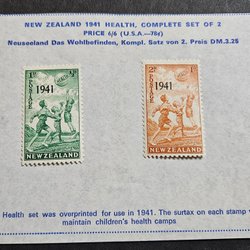 NEW ZEALAND 1941 HEALTH, COMPLETE SET OF 2
PRICE 6/6 (U.S.A.—78¢)
Neuseeland Das Wohlbefinden, Kompl. Satz von 2. Preis DM.3.25
1941
NEW ZEALAND
1941
NEW ZEALAND
Health set was overprinted for use in 1941. The surtax on each stamp w
maintain children's health camps.